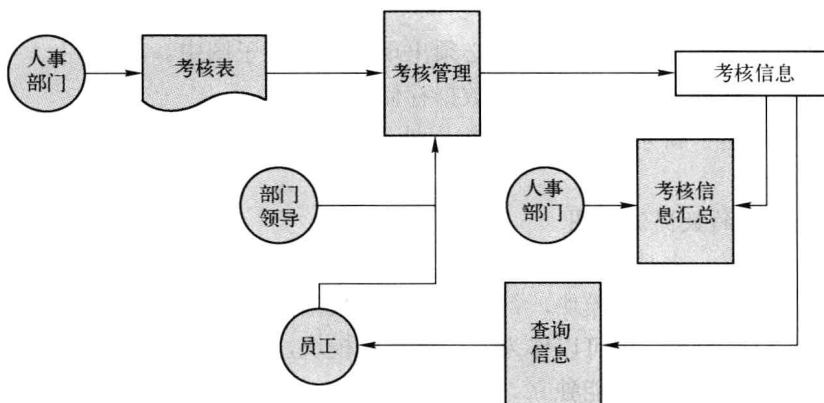 人事
部门
考核表
考核管理
考核信息
部门
领导
人事
部门
考核信
息汇总
员工
查询
信息